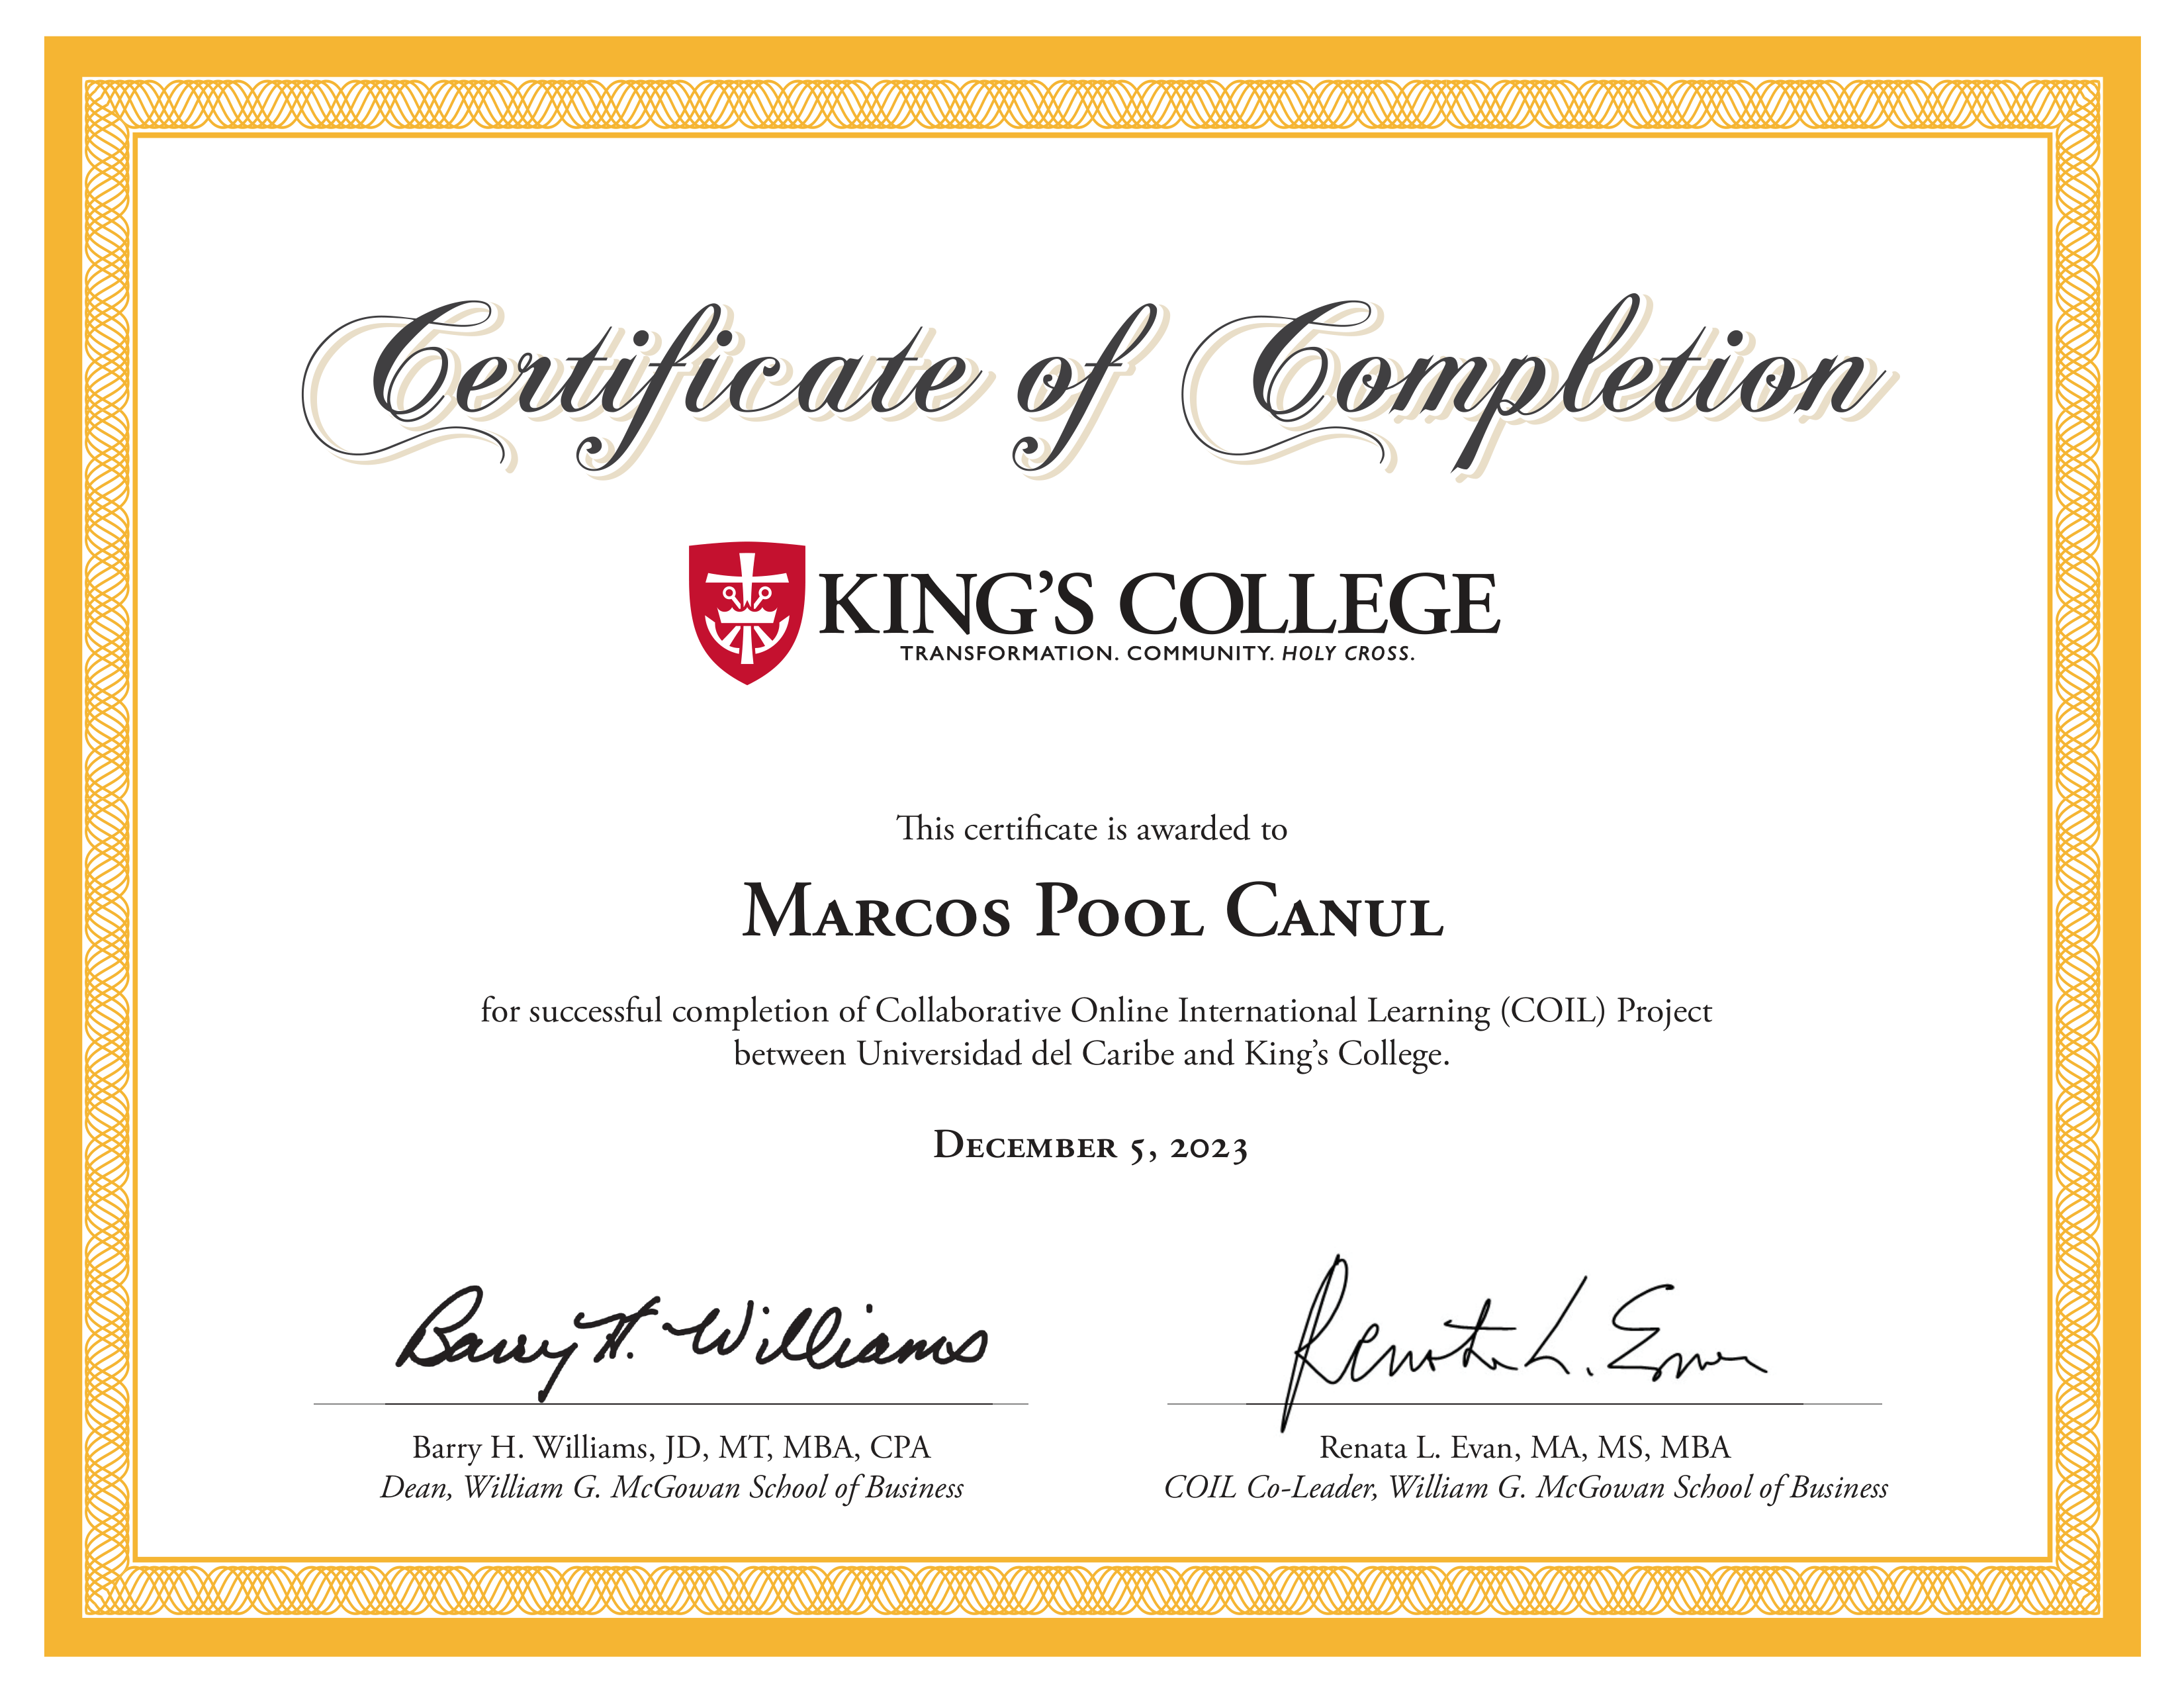 Certificate of Completion
KING'S COLLEGE
TRANSFORMATION. COMMUNITY. HOLY CROSS.
This certificate is awarded to
Marcos Pool Canul
for successful completion of Collaborative Online International Learning (COIL) Project
between Universidad del Caribe and King's College.
December 5, 2023
Barry H. Williams
Renata L. Evan
Barry H. Williams, JD, MT, MBA, CPA
Renata L. Evan, MA, MS, MBA
Dean, William G. McGowan School of Business
COIL Co-Leader, William G. McGowan School of Business